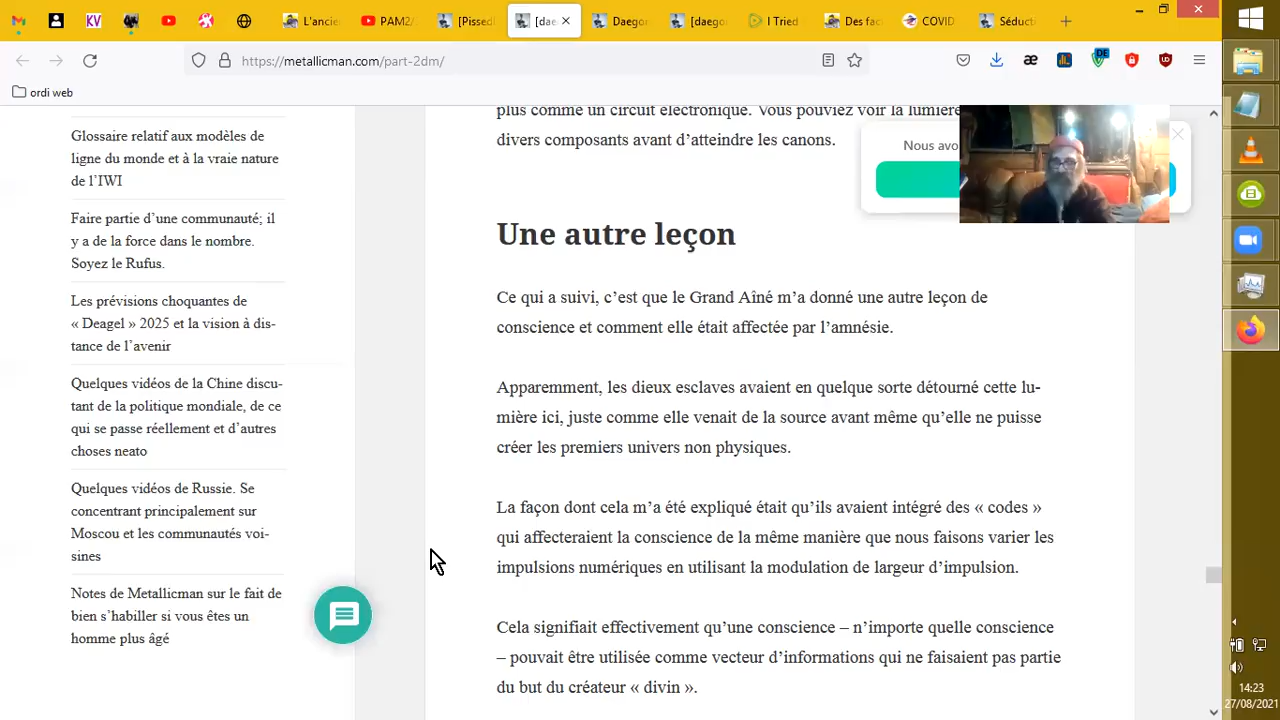 KV
L'ancie
PAM2/
[Pissed
[dae
Daegor
[daego
I Tried
Des fac
COVID
Séducti
https://metallicman.com/part-2dm/
æ
DE
ordi web
Glossaire relatif aux modèles de
ligne du monde et à la vraie nature
de l'IWI
Faire partie d'une communauté; il
y a de la force dans le nombre.
Soyez le Rufus.
Les prévisions choquantes de
« Deagel » 2025 et la vision à dis-
tance de l'avenir
Quelques vidéos de la Chine discu-
tant de la politique mondiale, de ce
qui se passe réellement et d'autres
choses neato
Quelques vidéos de Russie. Se
concentrant principalement sur
Moscou et les communautés voi-
sines
Notes de Metallicman sur le fait de
bien s'habiller si vous êtes un
homme plus âgé
plus comme un circuit électronique. Vous pouviez voir la lumière
divers composants avant d'atteindre les canons.
Nous avo
Une autre leçon
Ce qui a suivi, c'est que le Grand Aîné m'a donné une autre leçon de
conscience et comment elle était affectée par l'amnésie.
Apparemment, les dieux esclaves avaient en quelque sorte détourné cette lu-
mière ici, juste comme elle venait de la source avant même qu'elle ne puisse
créer les premiers univers non physiques.
La façon dont cela m'a été expliqué était qu'ils avaient intégré des « codes »
qui affecteraient la conscience de la même manière que nous faisons varier les
impulsions numériques en utilisant la modulation de largeur d'impulsion.
Cela signifiait effectivement qu'une conscience – n'importe quelle conscience
– pouvait être utilisée comme vecteur d'informations qui ne faisaient pas partie
du but du créateur « divin ».
14:23
27/08/2021